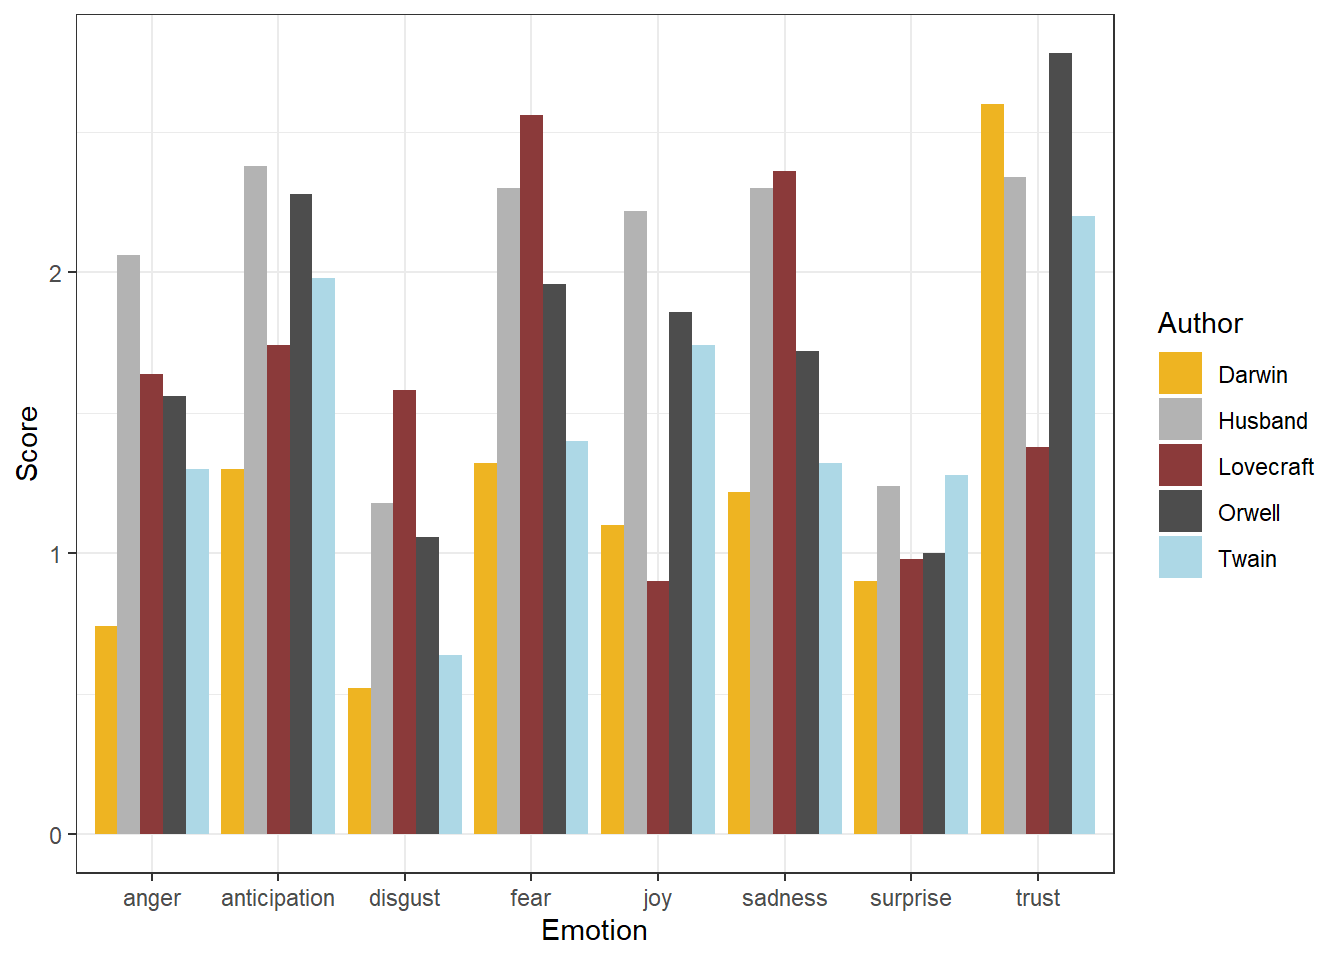 Score
2
1
0
anger anticipation disgust fear joy sadness surprise trust
Emotion
Author
Darwin
Husband
Lovecraft
Orwell
Twain